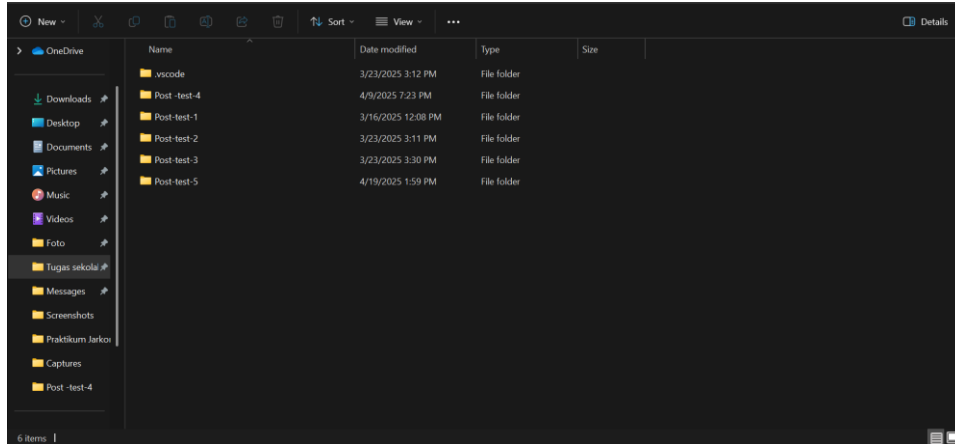 New Sort View ... Details
OneDrive
Downloads
Desktop
Documents
Pictures
Music
Videos
Foto
Tugas sekola
Messages
Screenshots
Praktikum Jarko
Captures
Post -test-4
Name Date modified Type Size
.vscode 3/23/2025 3:12 PM File folder
Post -test-4 4/9/2025 7:23 PM File folder
Post-test-1 3/16/2025 12:08 PM File folder
Post-test-2 3/23/2025 3:11 PM File folder
Post-test-3 3/23/2025 3:30 PM File folder
Post-test-5 4/19/2025 1:59 PM File folder
6 items